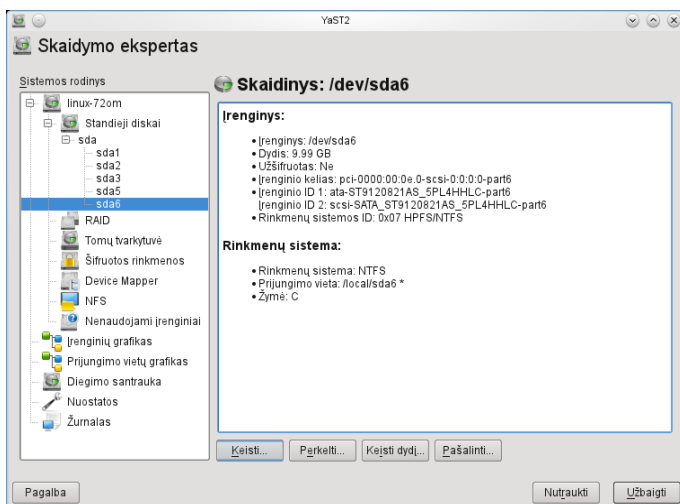 YaST2
Skaidymo ekspertas
Sistemos rodinys
linux-72om
Standieji diskai
sda
sda1
sda2
sda3
sda5
sda6
RAID
Tomų tvarkytuvė
Šifruotos rinkmenos
Device Mapper
NFS
Nenaudojami įrenginiai
Įrenginių grafikas
Prijungimo vietų grafikas
Diegimo santrauka
Nuostatos
Žurnalas
Skaidinys: /dev/sda6
Įrenginys:
• Įrenginys: /dev/sda6
• Dydis: 9.99 GB
• Užšifruotas: Ne
• Įrenginio kelias: pci-0000:00:0e.0-scsi-0:0:0:0-part6
• Įrenginio ID 1: ata-ST9120821AS_5PL4HHLC-part6
Įrenginio ID 2: scsi-SATA_ST9120821AS_5PL4HHLC-part6
• Rinkmenų sistemos ID: 0x07 HPFS/NTFS
Rinkmenų sistema:
• Rinkmenų sistema: NTFS
• Prijungimo vieta: /local/sda6 *
• Žymė: C
Keisti...
Perkelti...
Keisti dydį...
Pašalinti...
Pagalba
Nutraukti
Užbaigti